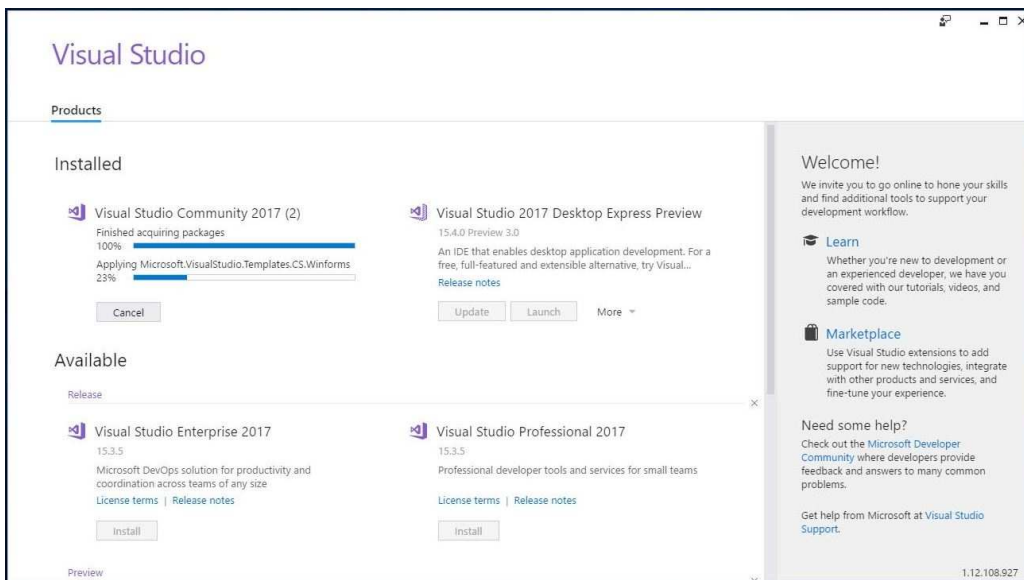 Visual Studio
Products
Installed
Visual Studio Community 2017 (2)
Finished acquiring packages
100%
Applying Microsoft.VisualStudio.Templates.CS.Winforms
23%
Cancel
Visual Studio 2017 Desktop Express Preview
15.4.0 Preview 3.0
An IDE that enables desktop application development. For a
free, full-featured and extensible alternative, try Visual...
Release notes
Update Launch More
Available
Release
Visual Studio Enterprise 2017
15.3.5
Microsoft DevOps solution for productivity and
coordination across teams of any size
License terms | Release notes
Install
Visual Studio Professional 2017
15.3.5
Professional developer tools and services for small teams
License terms | Release notes
Install
Preview
Welcome!
We invite you to go online to hone your skills
and find additional tools to support your
development workflow.
Learn
Whether you're new to development or
an experienced developer, we have you
covered with our tutorials, videos, and
sample code.
Marketplace
Use Visual Studio extensions to add
support for new technologies, integrate
with other products and services, and
fine-tune your experience.
Need some help?
Check out the Microsoft Developer
Community where developers provide
feedback and answers to many common
problems.
Get help from Microsoft at Visual Studio
Support.
1.12.108.927